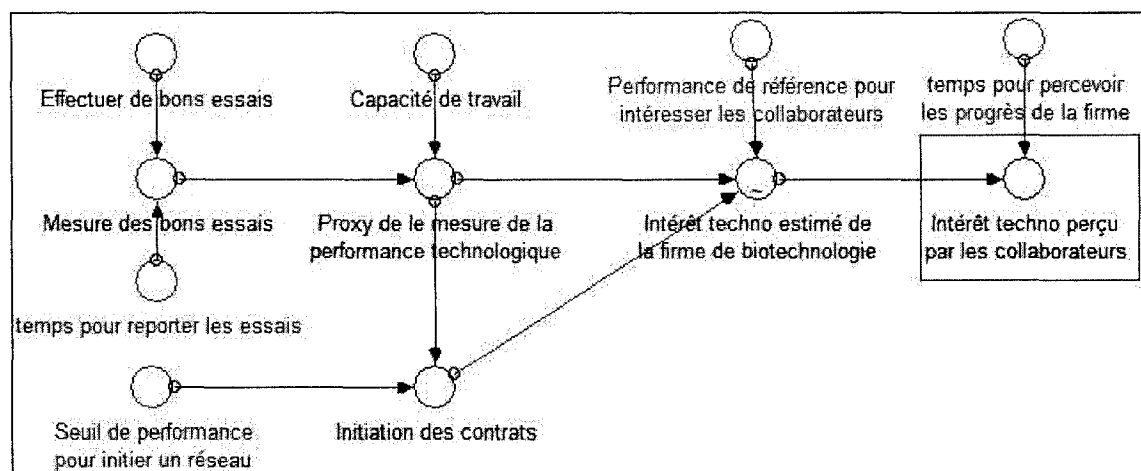 Effectuer de bons essais
Capacité de travail
Performance de référence pour
intéresser les collaborateurs
temps pour percevoir
les progrès de la firme
Mesure des bons essais
Proxy de le mesure de la
performance technologique
Intérêt techno estimé de
la firme de biotechnologie
Intérêt techno perçu
par les collaborateurs
temps pour reporter les essais
Seuil de performance
pour initier un réseau
Initiation des contrats